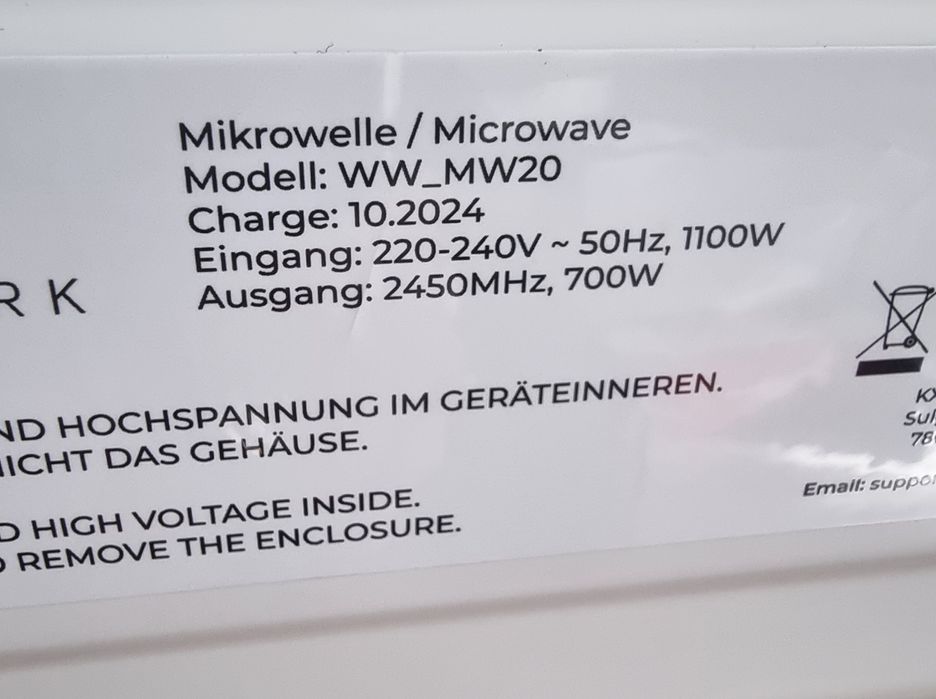 Mikrowelle / Microwave
Modell: WW_MW20
Charge: 10.2024
Eingang: 220-240V ~ 50Hz, 1100W
Ausgang: 2450MHz, 700W
R K
HOCHSPANNUNG IM GERÄTEINNEREN.
NICHT DAS GEHÄUSE.
HIGH VOLTAGE INSIDE.
REMOVE THE ENCLOSURE.
Email: